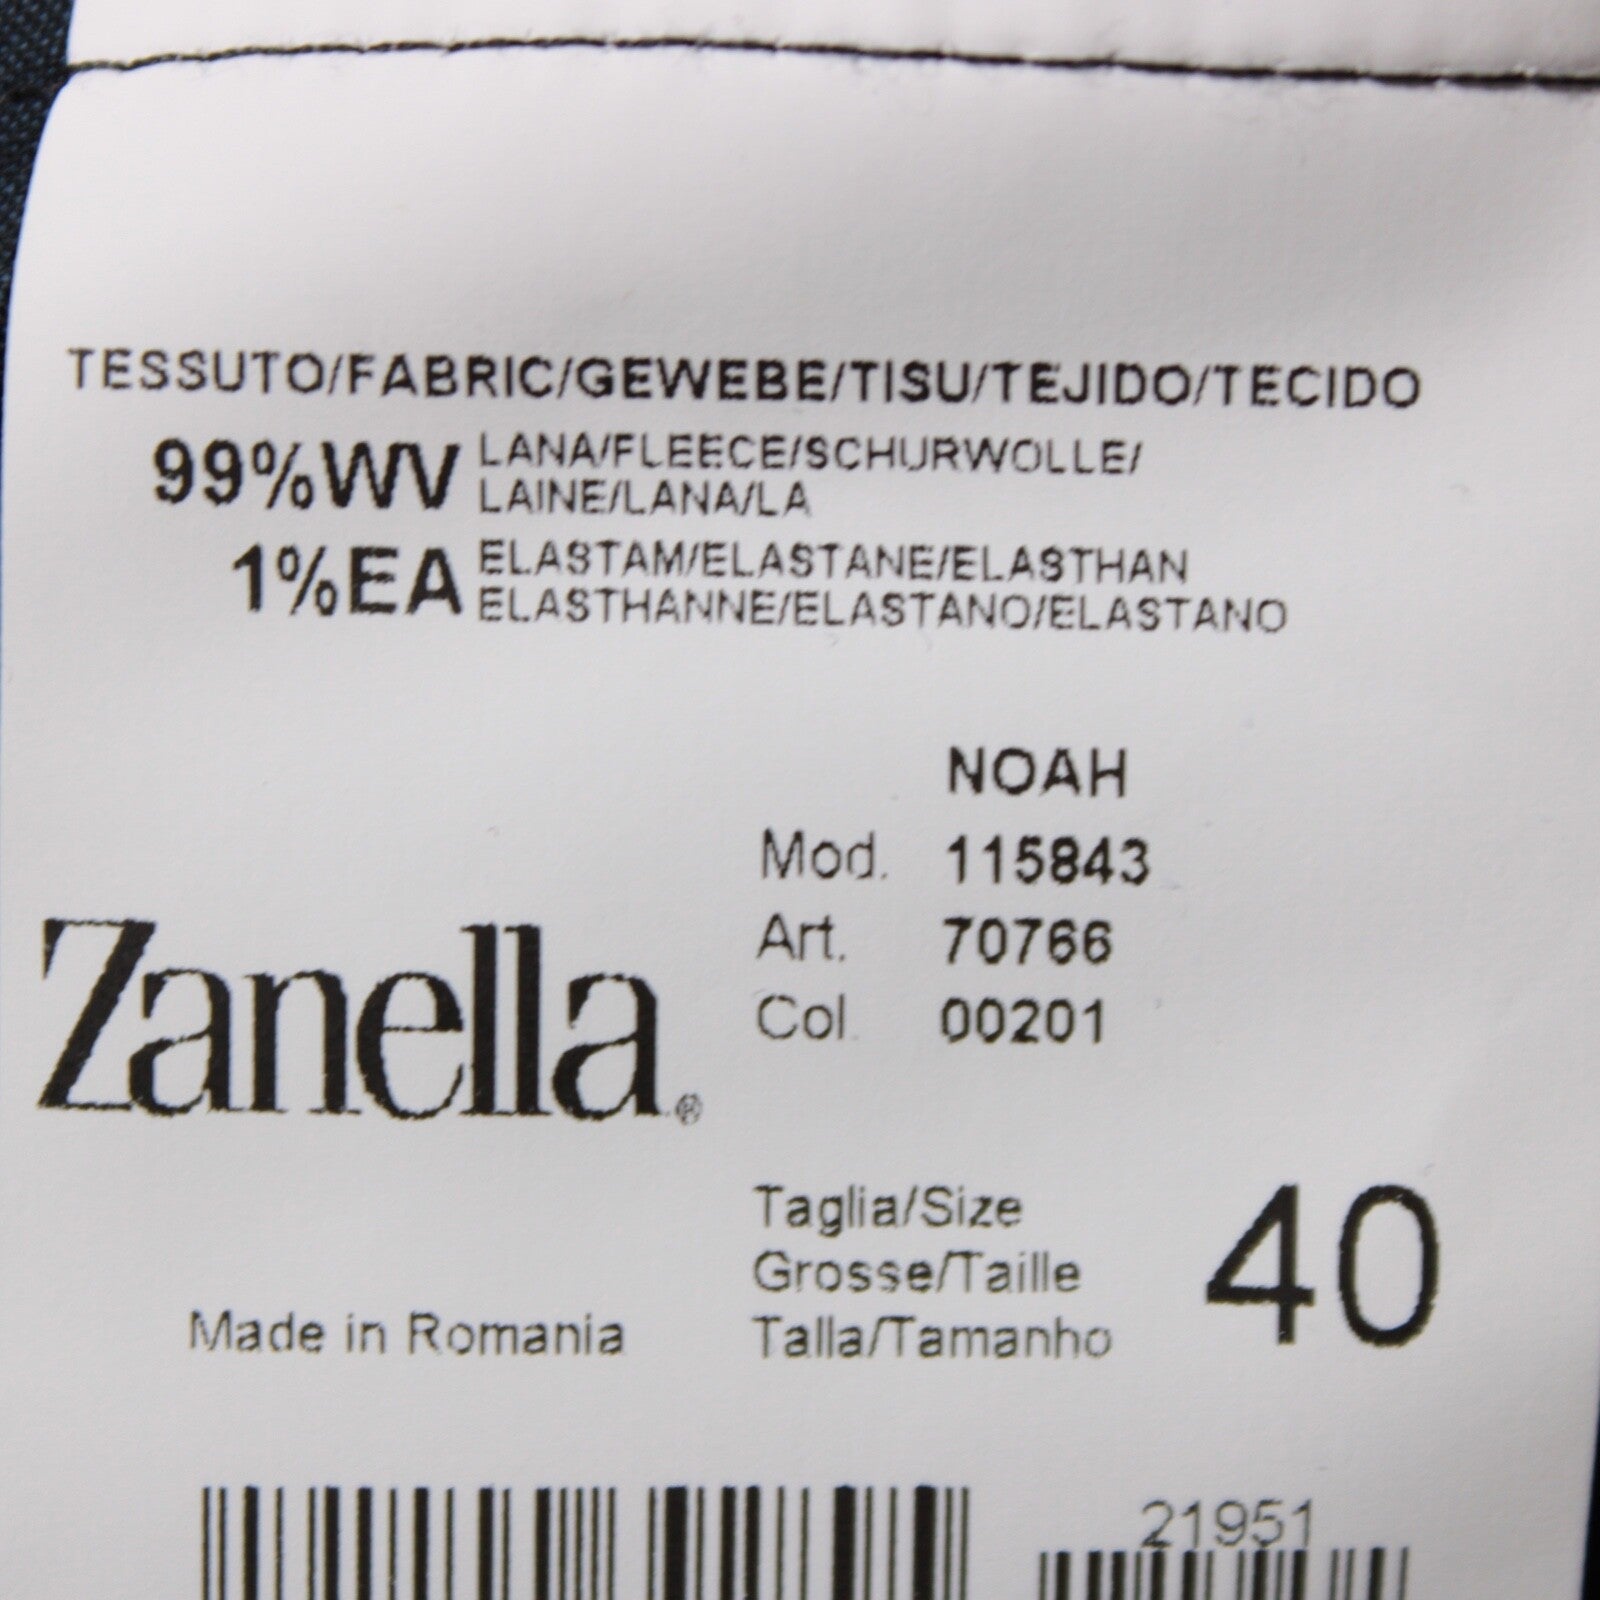 TESSUTO/FABRIC/GEWEBE/TISU/TEJIDO/TECIDO
99%WV LANA/FLEECE/SCHURWOLLE/
LAINE/LANA/LA
1%EA ELASTAM/ELASTANE/ELASTHAN
ELASTHANNE/ELASTANO/ELASTANO
NOAH
Mod. 115843
Art. 70766
Col. 00201
Zanella®
Taglia/Size
Grosse/Taille
Talla/Tamanho
40
Made in Romania
21951